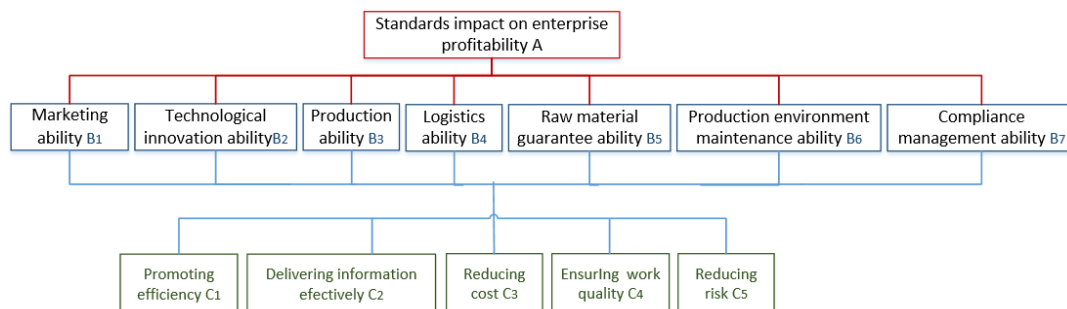 Standards impact on enterprise
profitability A
Marketing
ability B1
Technological
innovation abilityB2
Production
ability B3
Logistics
ability B4
Raw material
guarantee ability B5
Production environment
maintenance ability B6
Compliance
management ability B7
Promoting
efficiency C1
Delivering information
efectively C2
Reducing
cost C3
EnsurIng work
quality C4
Reducing
risk C5